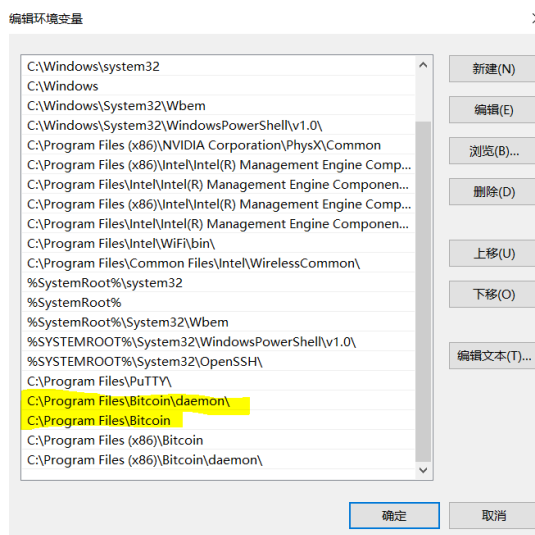 编辑环境变量
C:\Windows\system32
C:\Windows
C:\Windows\System32\Wbem
C:\Windows\System32\WindowsPowerShell\v1.0\
C:\Program Files (x86)\NVIDIA Corporation\PhysX\Common
C:\Program Files (x86)\Intel\Intel(R) Management Engine Comp...
C:\Program Files\Intel\Intel(R) Management Engine Componen...
C:\Program Files (x86)\Intel\Intel(R) Management Engine Comp...
C:\Program Files\Intel\Intel(R) Management Engine Componen...
C:\Program Files\Intel\WiFi\bin\
C:\Program Files\Common Files\Intel\WirelessCommon\
%SystemRoot%\system32
%SystemRoot%
%SystemRoot%\System32\Wbem
%SYSTEMROOT%\System32\WindowsPowerShell\v1.0\
%SYSTEMROOT%\System32\OpenSSH\
C:\Program Files\PuTTY\
C:\Program Files\Bitcoin\daemon\
C:\Program Files\Bitcoin
C:\Program Files (x86)\Bitcoin
C:\Program Files (x86)\Bitcoin\daemon\
新建(N)
编辑(E)
浏览(B)...
删除(D)
上移(U)
下移(O)
编辑文本(T)...
确定
取消